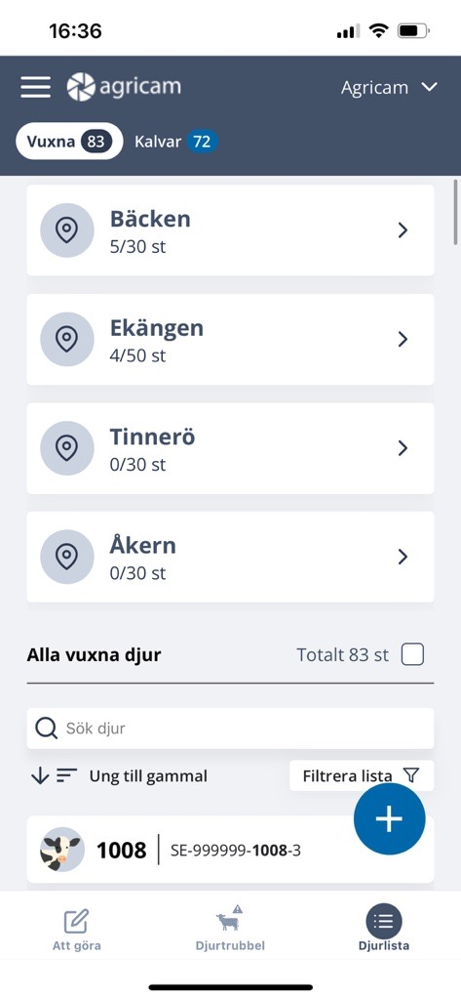 16:36
agricam
Agricam
Vuxna 83 Kalvar 72
Bäcken
5/30 st
Ekängen
4/50 st
Tinnerö
0/30 st
Åkern
0/30 st
Alla vuxna djur Totalt 83 st
Sök djur
Ung till gammal Filtrera lista
1008 SE-999999-1008-3
Att göra Djurtrubbel Djurlista